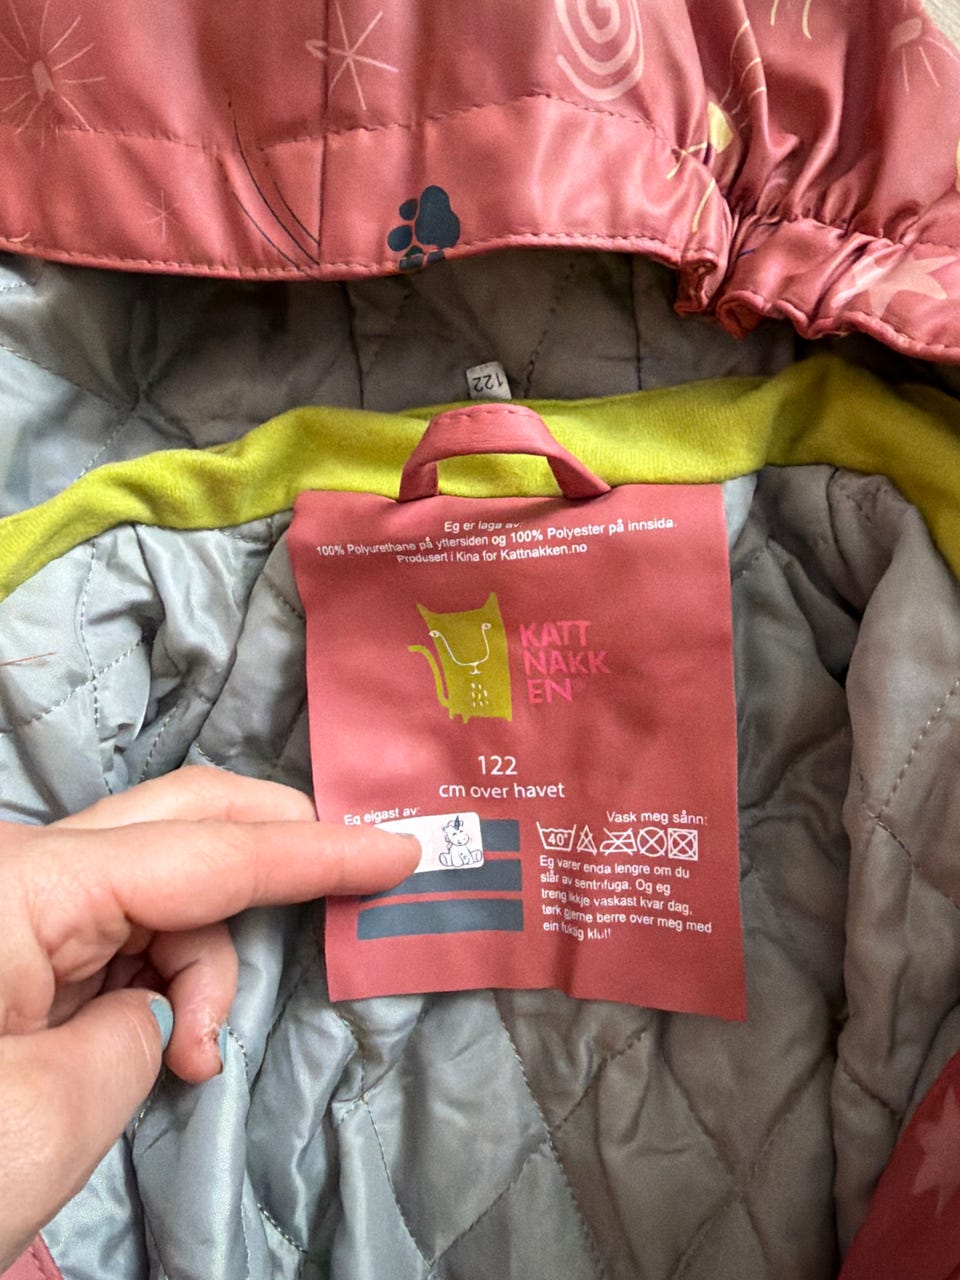 122
Eg er laga av:
100% Polyurethane på yttersiden og 100% Polyester på innsida.
Produsert i Kina for Kattnakken.no
KATT
NAKK
EN®
122
cm over havet
Eg eigast av:
Vask meg sånn:
40°
Eg varer enda lengre om du
slår av sentrifuga. Og eg
treng ikkje vaskast kvar dag,
tørk gjerne berre over meg med
ein fuktig klut!